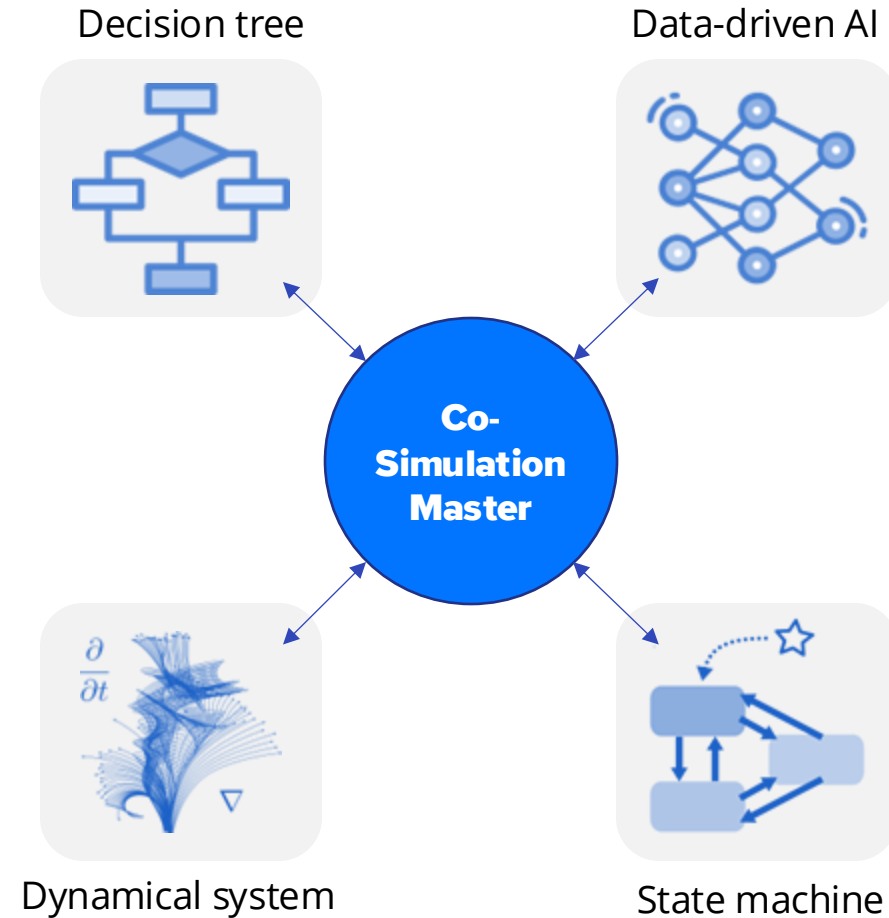 Decision tree
Data-driven AI
Co-
Simulation
Master
∂
∂t
∇
Dynamical system
State machine